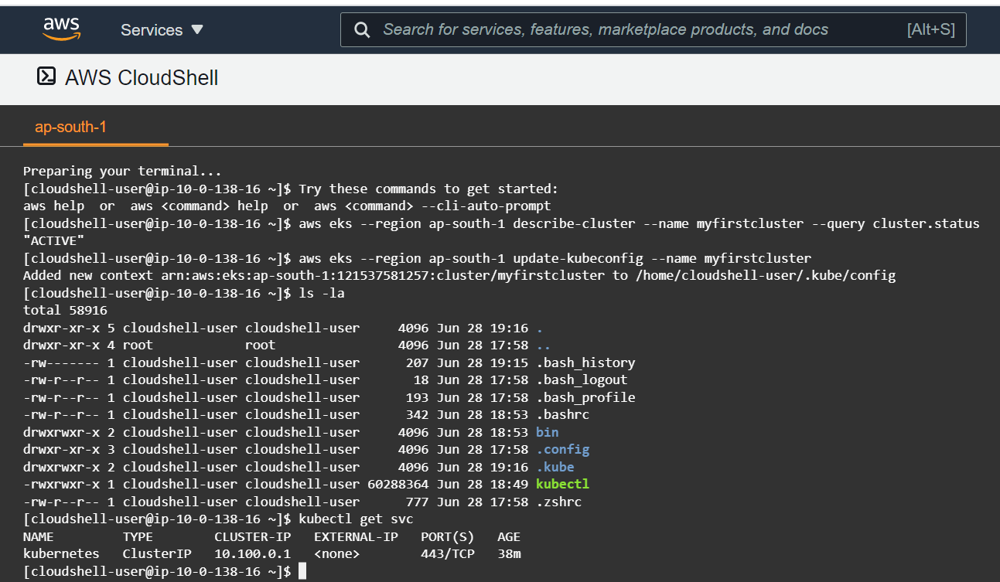 aws Services ▼ Search for services, features, marketplace products, and docs [Alt+S]
AWS CloudShell
ap-south-1
Preparing your terminal...
[cloudshell-user@ip-10-0-138-16 ~]$ Try these commands to get started:
aws help  or  aws <command> help  or  aws <command> --cli-auto-prompt
[cloudshell-user@ip-10-0-138-16 ~]$ aws eks --region ap-south-1 describe-cluster --name myfirstcluster --query cluster.status
"ACTIVE"
[cloudshell-user@ip-10-0-138-16 ~]$ aws eks --region ap-south-1 update-kubeconfig --name myfirstcluster
Added new context arn:aws:eks:ap-south-1:121537581257:cluster/myfirstcluster to /home/cloudshell-user/.kube/config
[cloudshell-user@ip-10-0-138-16 ~]$ ls -la
total 58916
drwxr-xr-x 5 cloudshell-user cloudshell-user     4096 Jun 28 19:16 .
drwxr-xr-x 4 root            root                4096 Jun 28 17:58 ..
-rw------- 1 cloudshell-user cloudshell-user      207 Jun 28 19:15 .bash_history
-rw-r--r-- 1 cloudshell-user cloudshell-user       18 Jun 28 17:58 .bash_logout
-rw-r--r-- 1 cloudshell-user cloudshell-user      193 Jun 28 17:58 .bash_profile
-rw-r--r-- 1 cloudshell-user cloudshell-user      342 Jun 28 18:53 .bashrc
drwxrwxr-x 2 cloudshell-user cloudshell-user     4096 Jun 28 18:53 bin
drwxr-xr-x 3 cloudshell-user cloudshell-user     4096 Jun 28 17:58 .config
drwxrwxr-x 2 cloudshell-user cloudshell-user     4096 Jun 28 19:16 .kube
-rwxrwxr-x 1 cloudshell-user cloudshell-user 60288364 Jun 28 18:49 kubectl
-rw-r--r-- 1 cloudshell-user cloudshell-user      777 Jun 28 17:58 .zshrc
[cloudshell-user@ip-10-0-138-16 ~]$ kubectl get svc
NAME         TYPE        CLUSTER-IP   EXTERNAL-IP   PORT(S)   AGE
kubernetes   ClusterIP   10.100.0.1   <none>        443/TCP   38m
[cloudshell-user@ip-10-0-138-16 ~]$